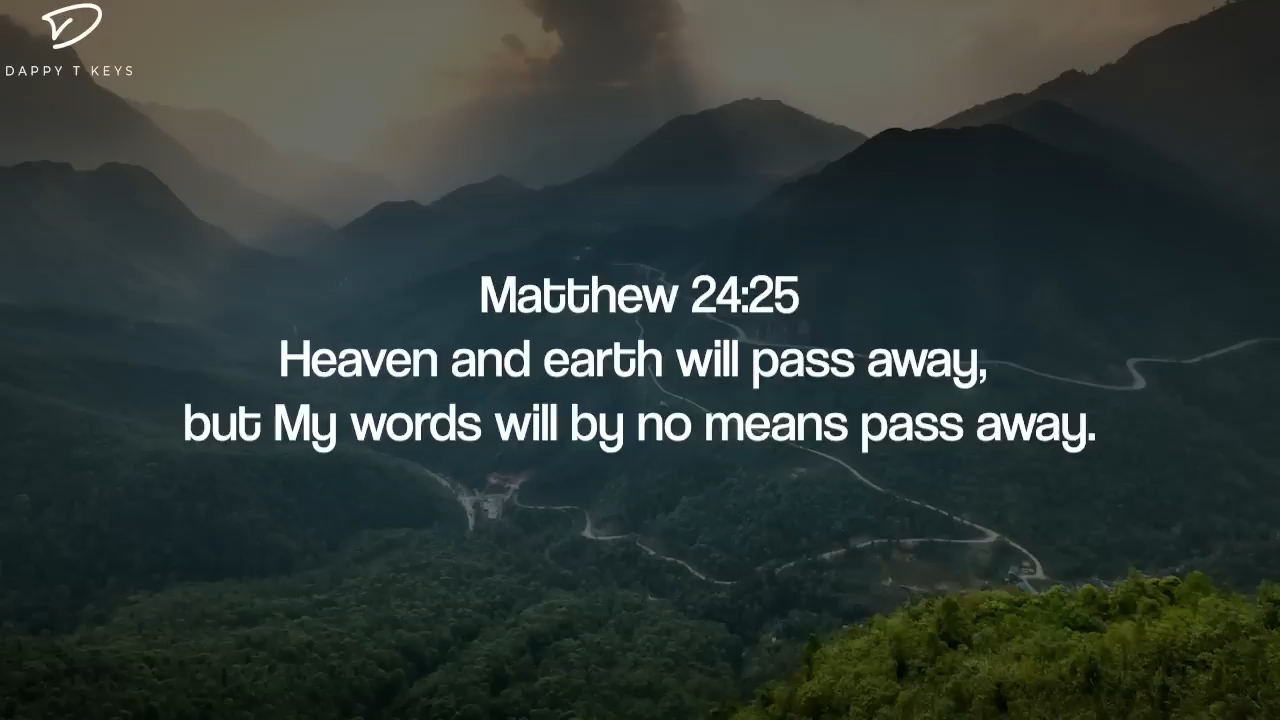 DAPPY T KEYS
Matthew 24:25
Heaven and earth will pass away,
but My words will by no means pass away.